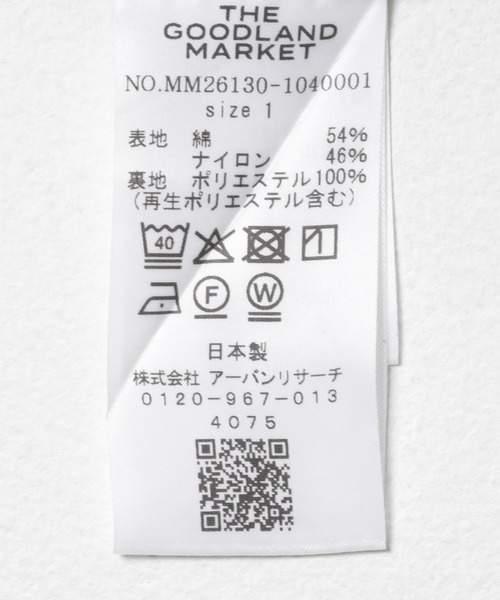 THE
GOODLAND
MARKET
NO.MM26130-1040001
size 1
表地 綿 54%
ナイロン 46%
裏地 ポリエステル100%
(再生ポリエステル含む)
40
F W
日本製
株式会社 アーバンリサーチ
0120-967-013
4075